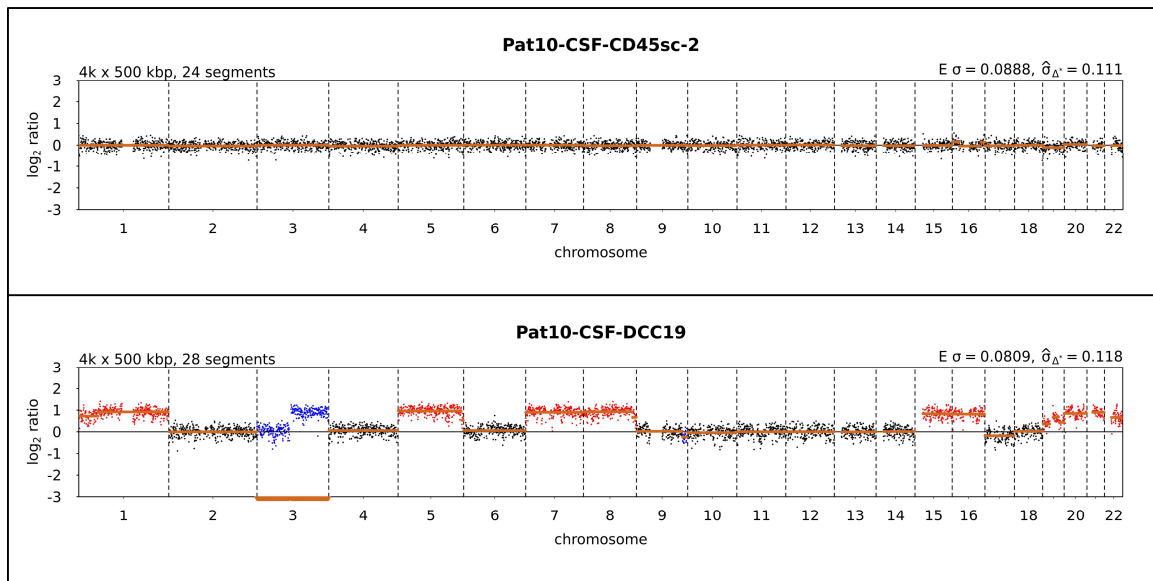 Pat10-CSF-CD45sc-2
4k x 500 kbp, 24 segments
E σ = 0.0888, σ̂Δ* = 0.111
3
2
1
0
-1
-2
-3
log2 ratio
1 2 3 4 5 6 7 8 9 10 11 12 13 14 15 16 18 20 22
chromosome
Pat10-CSF-DCC19
4k x 500 kbp, 28 segments
E σ = 0.0809, σ̂Δ* = 0.118
3
2
1
0
-1
-2
-3
log2 ratio
1 2 3 4 5 6 7 8 9 10 11 12 13 14 15 16 18 20 22
chromosome